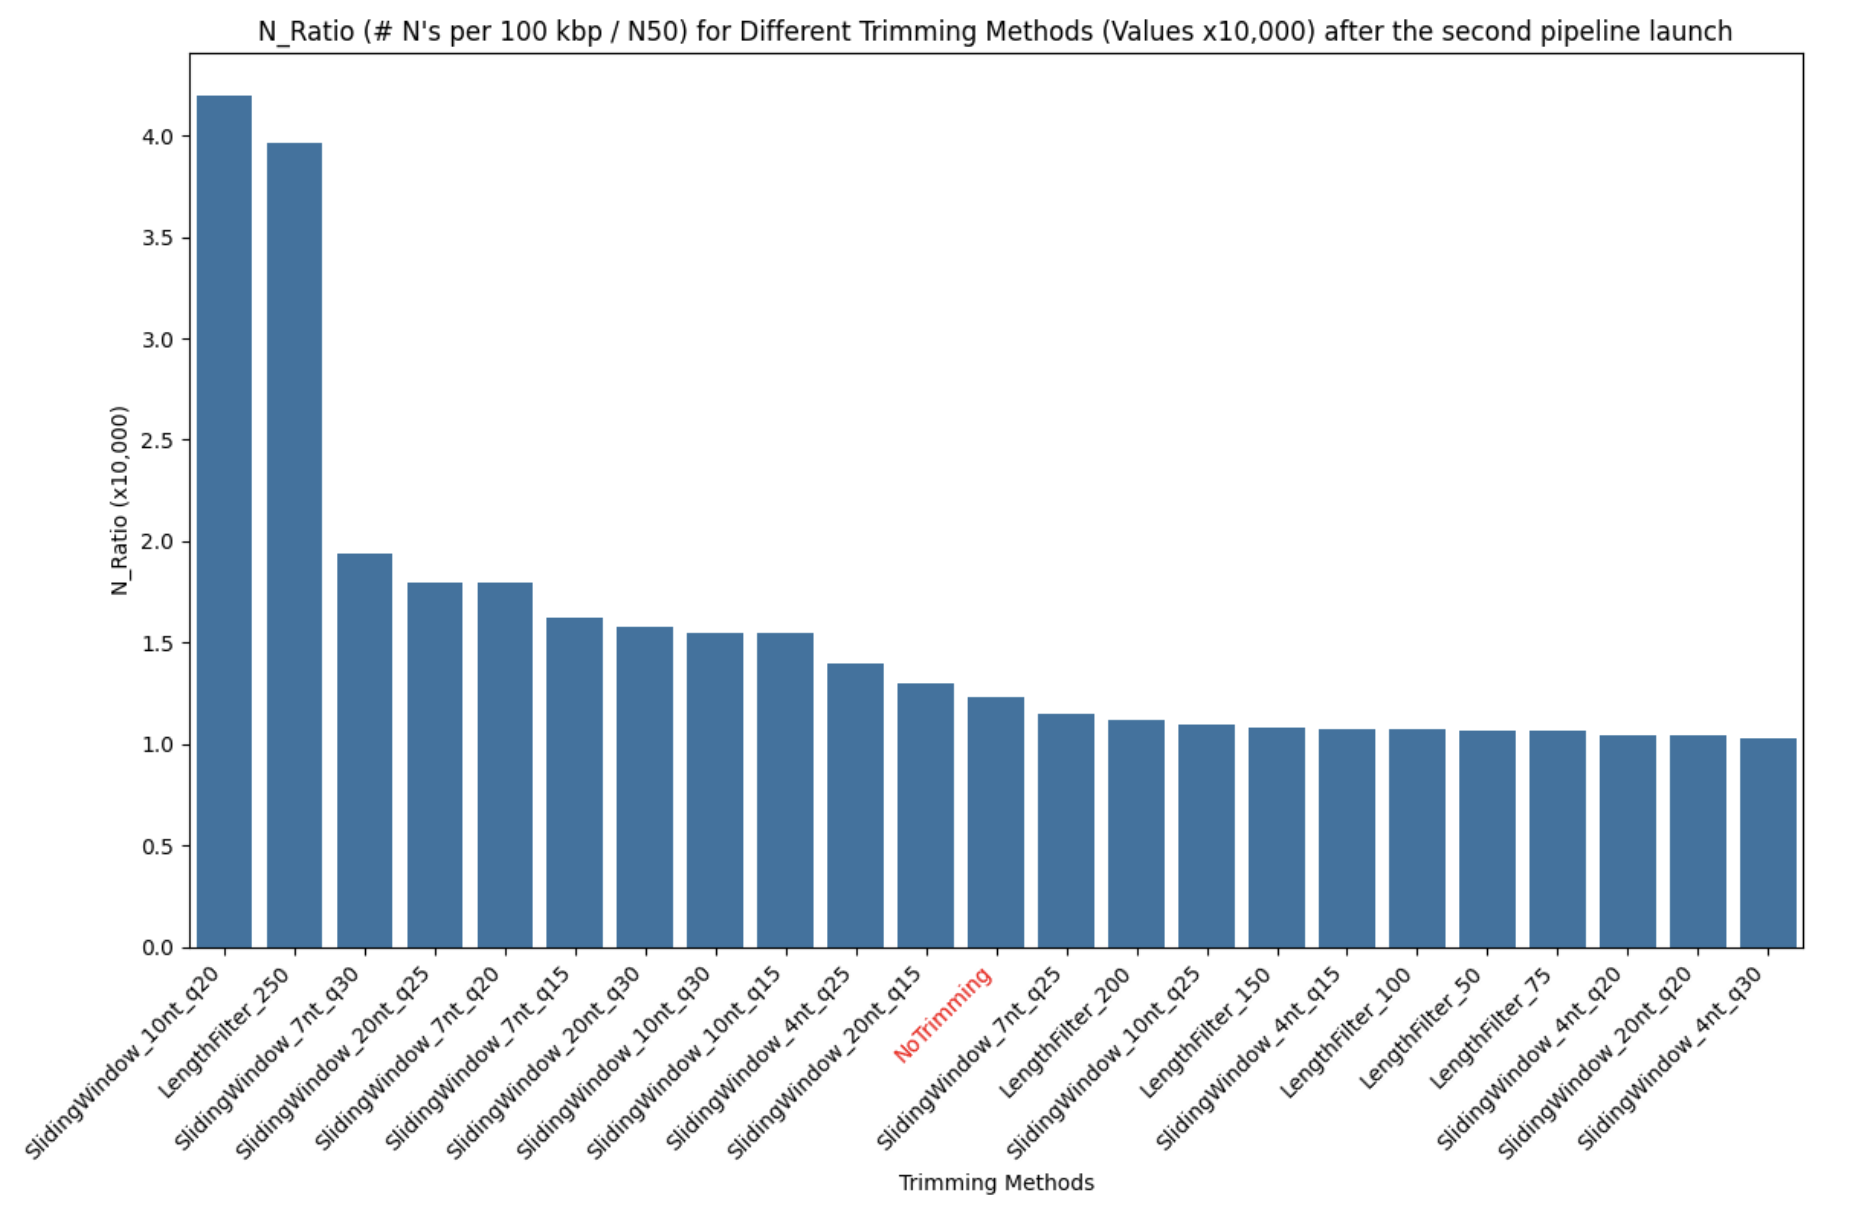 N_Ratio (# N's per 100 kbp / N50) for Different Trimming Methods (Values x10,000) after the second pipeline launch
N_Ratio (x10,000)
4.0
3.5
3.0
2.5
2.0
1.5
1.0
0.5
0.0
SlidingWindow_10nt_q20
LengthFilter_250
SlidingWindow_7nt_q30
SlidingWindow_20nt_q25
SlidingWindow_7nt_q20
SlidingWindow_7nt_q15
SlidingWindow_20nt_q30
SlidingWindow_10nt_q30
SlidingWindow_10nt_q15
SlidingWindow_4nt_q25
SlidingWindow_20nt_q15
NoTrimming
SlidingWindow_7nt_q25
LengthFilter_200
SlidingWindow_10nt_q25
LengthFilter_150
SlidingWindow_4nt_q15
LengthFilter_100
LengthFilter_50
LengthFilter_75
SlidingWindow_4nt_q20
SlidingWindow_20nt_q20
SlidingWindow_4nt_q30
Trimming Methods